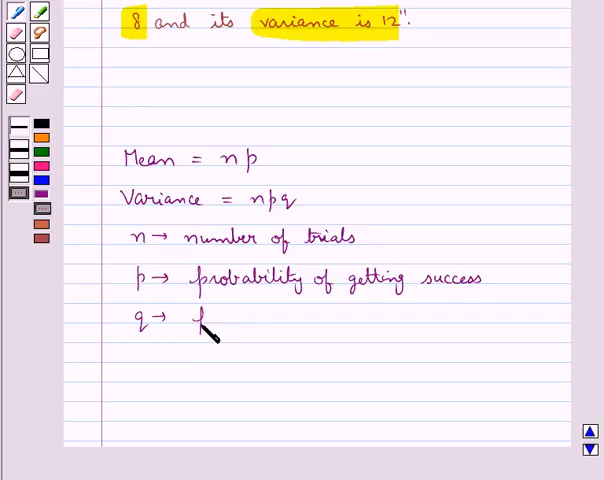 8 and its variance is 12".
Mean = np
Variance = npq
n → number of trials
p → probability of getting success
q → p